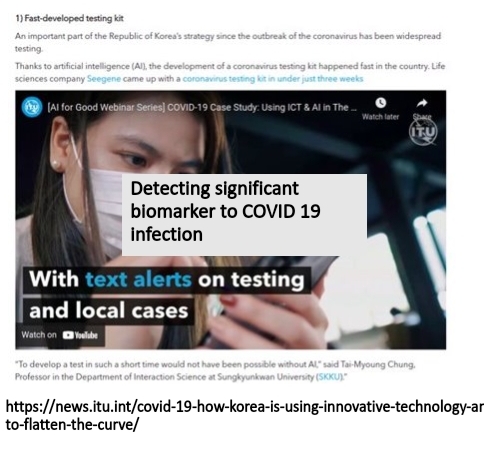 1) Fast-developed testing kit
An important part of the Republic of Korea's strategy since the outbreak of the coronavirus has been widespread
testing.
Thanks to artificial intelligence (AI), the development of a coronavirus testing kit happened fast in the country. Life
sciences company Seegene came up with a coronavirus testing kit in under just three weeks
itu [AI for Good Webinar Series] COVID-19 Case Study: Using ICT & AI in The ...
Watch later
Share
ITU
Detecting significant
biomarker to COVID 19
infection
With text alerts on testing
and local cases
Watch on YouTube
"To develop a test in such a short time would not have been possible without AI," said Tai-Myoung Chung,
Professor in the Department of Interaction Science at Sungkyunkwan University (SKKU)."
https://news.itu.int/covid-19-how-korea-is-using-innovative-technology-ar
to-flatten-the-curve/